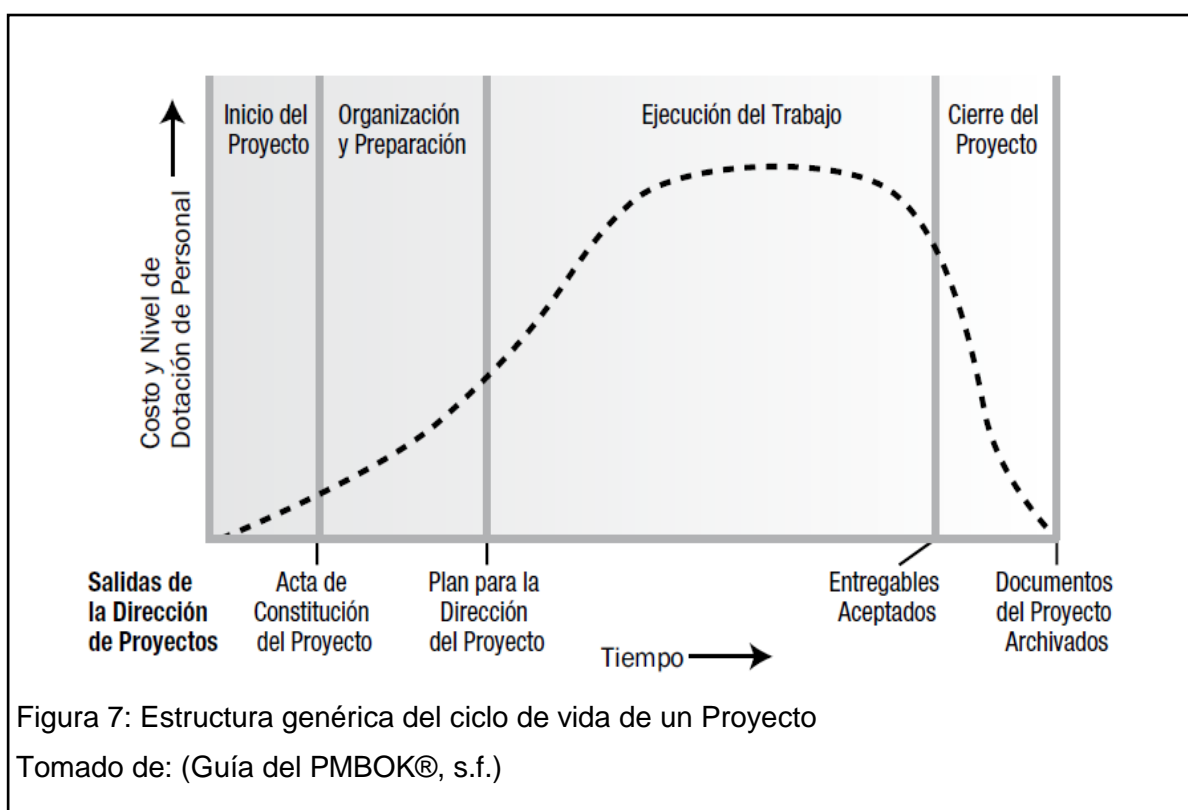 Inicio del
Proyecto
Organización
y Preparación
Ejecución del Trabajo
Cierre del
Proyecto
Costo y Nivel de
Dotación de Personal
Salidas de
la Dirección
de Proyectos
Acta de
Constitución
del Proyecto
Plan para la
Dirección
del Proyecto
Entregables
Aceptados
Documentos
del Proyecto
Archivados
Tiempo
Figura 7: Estructura genérica del ciclo de vida de un Proyecto
Tomado de: (Guía del PMBOK®, s.f.)